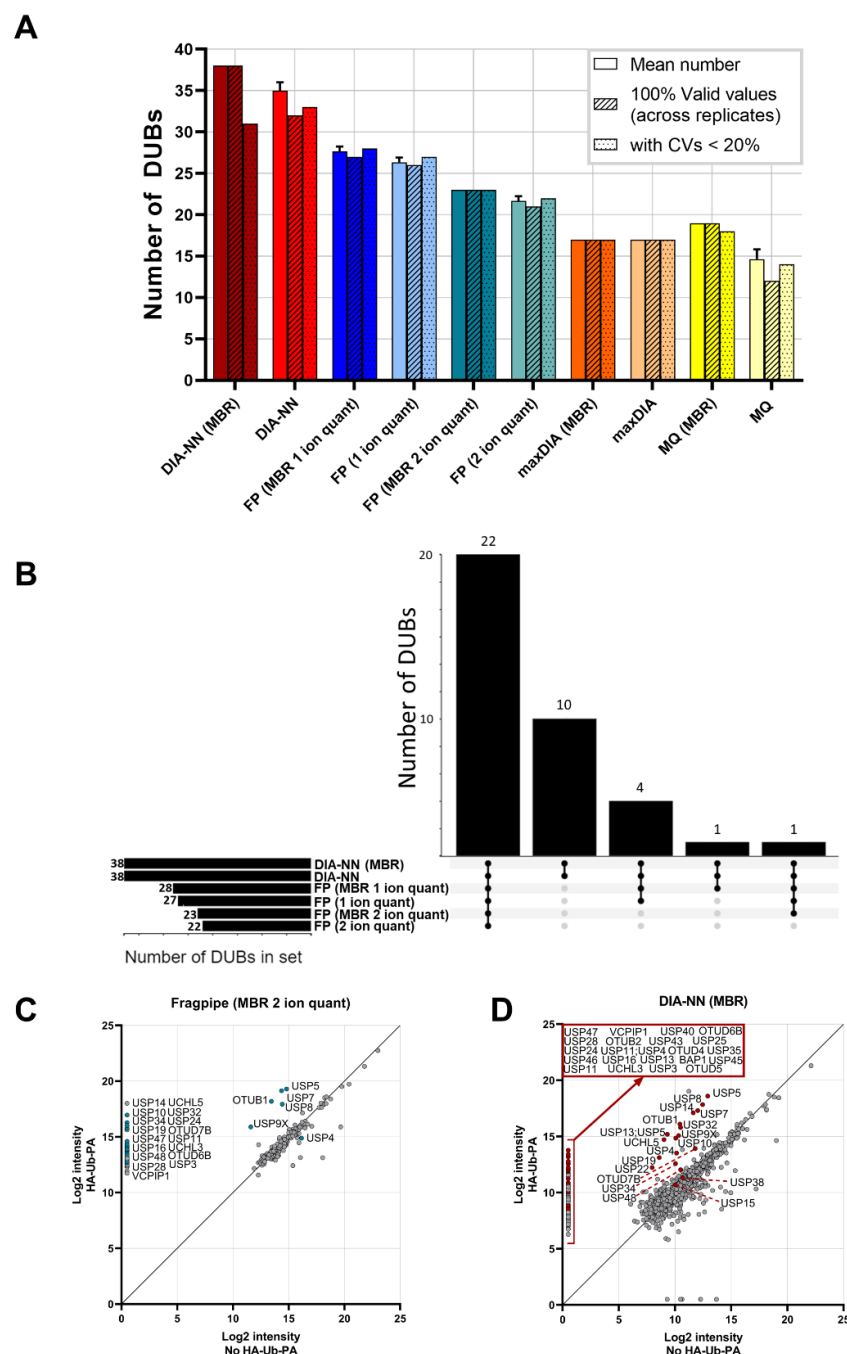 A
Number of DUBs
40
35
30
25
20
15
10
5
0
Mean number
100% Valid values
(across replicates)
with CVs < 20%
DIA-NN (MBR)
DIA-NN
FP (MBR 1 ion quant)
FP (1 ion quant)
FP (MBR 2 ion quant)
FP (2 ion quant)
maxDIA (MBR)
maxDIA
MQ (MBR)
MQ
B
Number of DUBs
20
10
22
10
4
1
1
38 DIA-NN (MBR)
38 DIA-NN
28 FP (MBR 1 ion quant)
27 FP (1 ion quant)
23 FP (MBR 2 ion quant)
22 FP (2 ion quant)
Number of DUBs in set
C
Fragpipe (MBR 2 ion quant)
Log2 intensity
HA-Ub-PA
25
20
15
10
5
0
USP5
OTUB1
USP7
USP8
USP9X
USP4
USP14 UCHL5
USP10 USP32
USP34 USP24
USP19 OTUD7B
USP47 USP11
USP16 UCHL3
USP48 OTUD6B
USP28 USP3
VCPIP1
0 5 10 15 20 25
Log2 intensity
No HA-Ub-PA
D
DIA-NN (MBR)
Log2 intensity
HA-Ub-PA
25
20
15
10
5
0
USP47 VCPIP1 USP40 OTUD6B
USP28 OTUB2 USP43 USP25
USP24 USP11;USP4 OTUD4 USP35
USP46 USP16 USP13 BAP1 USP45
USP11 UCHL3 USP3 OTUD5
USP8 USP5
USP14
USP7
OTUB1
USP32
USP13;USP5
USP9X
UCHL5
USP10
USP4
USP19
USP22
OTUD7B
USP34
USP48
USP38
USP15
0 5 10 15 20 25
Log2 intensity
No HA-Ub-PA